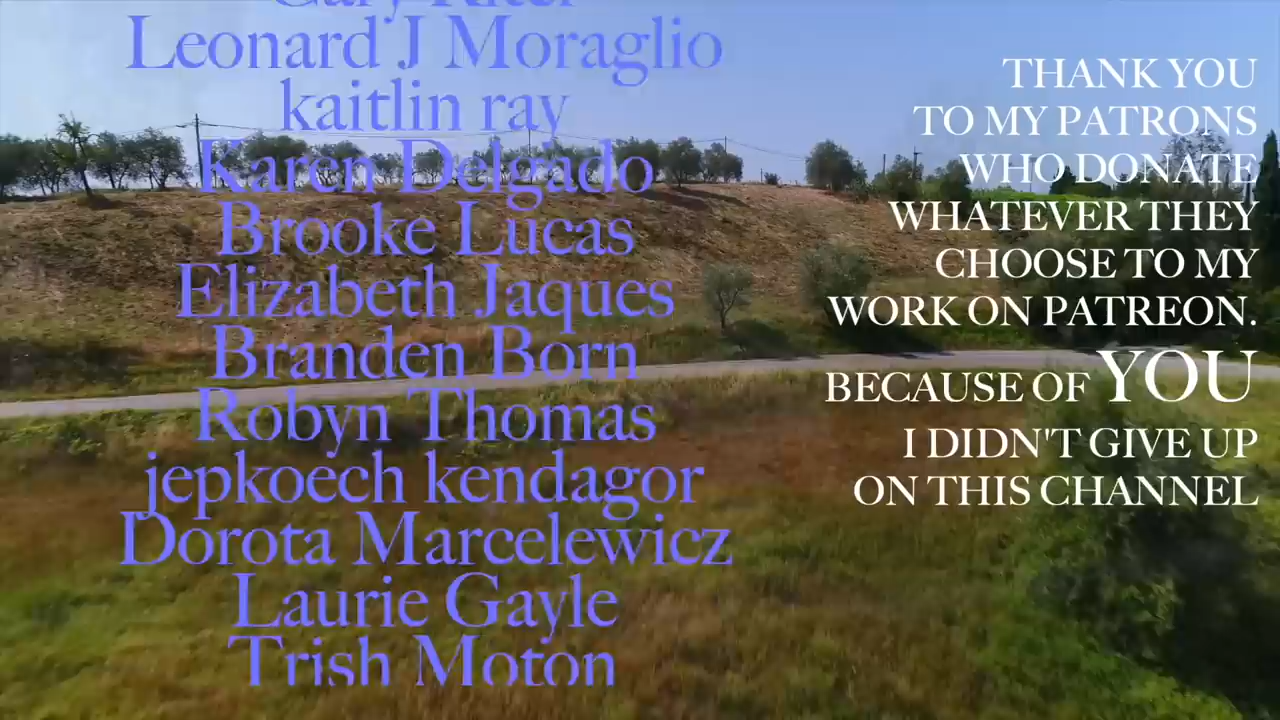 Leonard J Moraglio
kaitlin ray
Karen Delgado
Brooke Lucas
Elizabeth Jaques
Branden Born
Robyn Thomas
jepkoech kendagor
Dorota Marcelewicz
Laurie Gayle
Trish Moton
THANK YOU
TO MY PATRONS
WHO DONATE
WHATEVER THEY
CHOOSE TO MY
WORK ON PATREON.
BECAUSE OF YOU
I DIDN'T GIVE UP
ON THIS CHANNEL